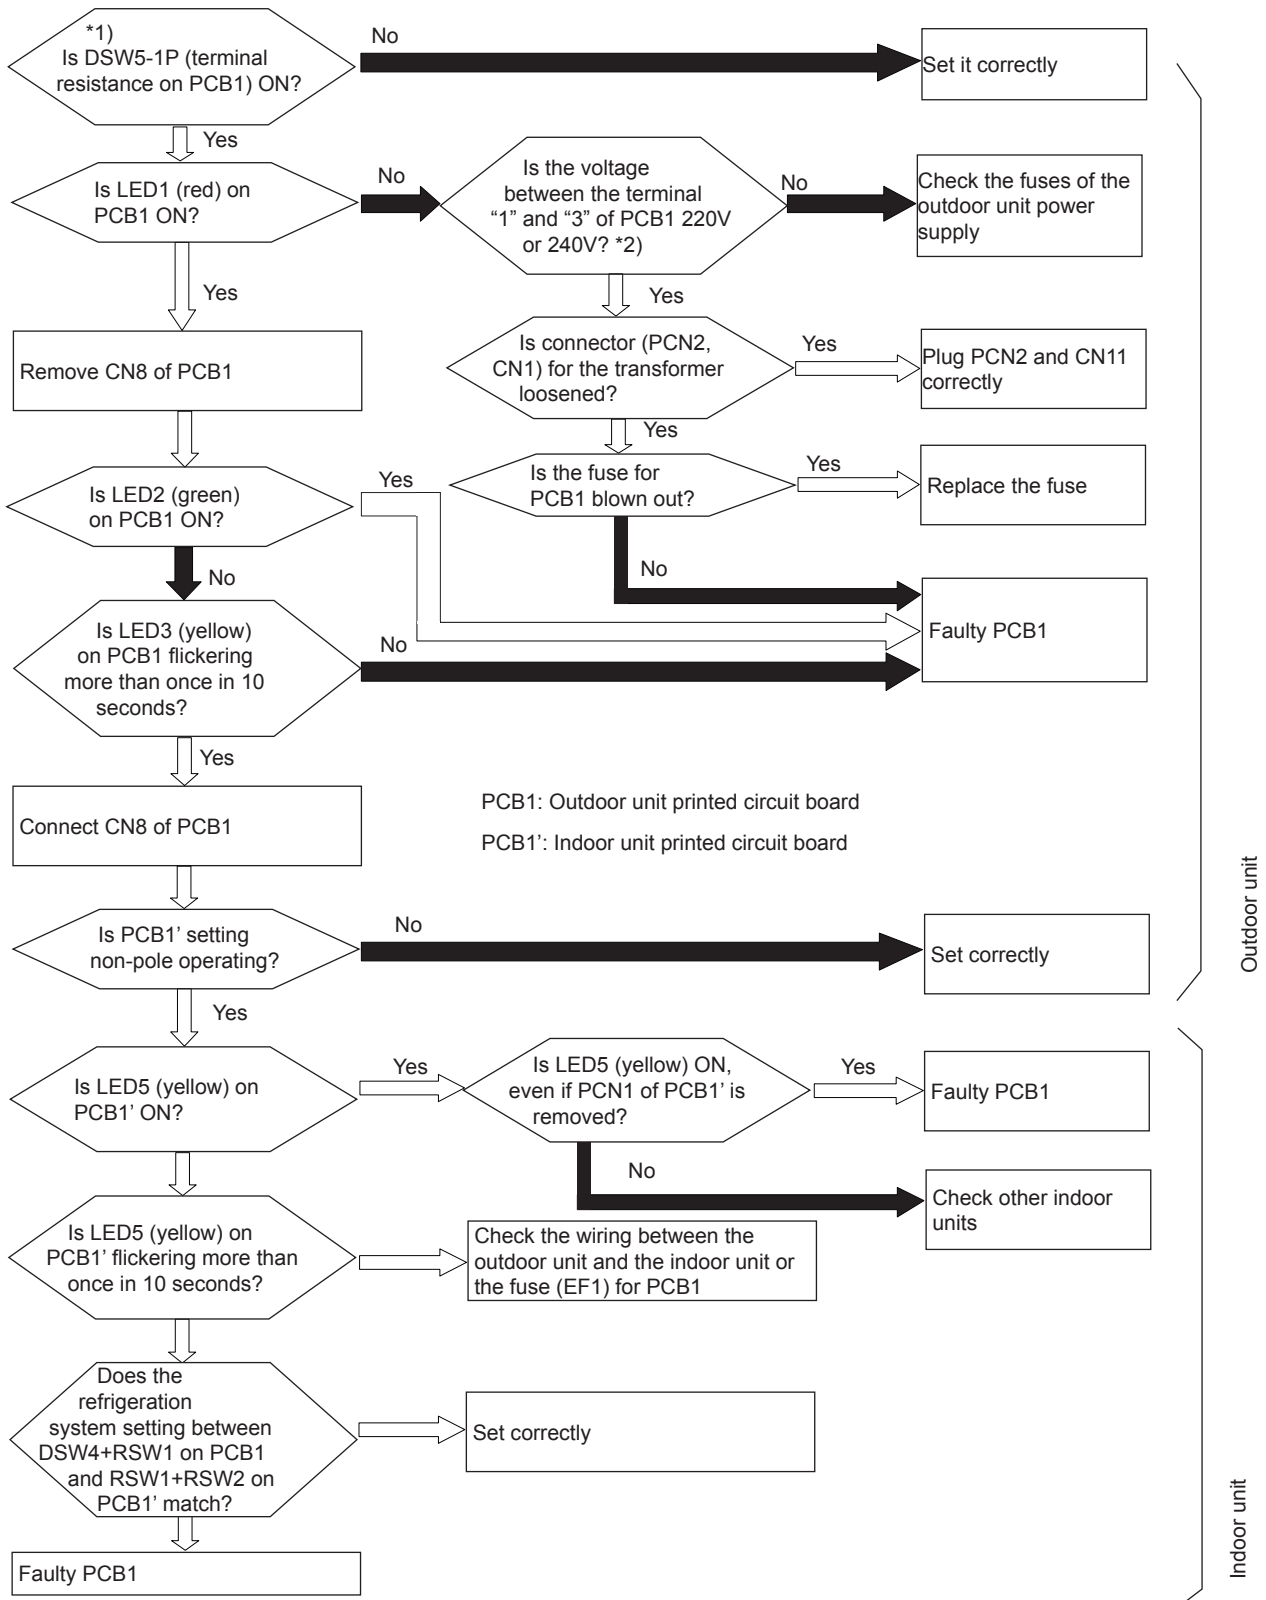 *1)
Is DSW5-1P (terminal
resistance on PCB1) ON?
No
Set it correctly
Yes
Is LED1 (red) on
PCB1 ON?
No
Is the voltage
between the terminal
“1” and “3” of PCB1 220V
or 240V? *2)
No
Check the fuses of the
outdoor unit power
supply
Yes
Yes
Remove CN8 of PCB1
Is connector (PCN2,
CN1) for the transformer
loosened?
Yes
Plug PCN2 and CN11
correctly
Yes
Is LED2 (green)
on PCB1 ON?
Yes
Is the fuse for
PCB1 blown out?
Yes
Replace the fuse
No
No
Is LED3 (yellow)
on PCB1 flickering
more than once in 10
seconds?
No
Faulty PCB1
Yes
Connect CN8 of PCB1
PCB1: Outdoor unit printed circuit board
PCB1’: Indoor unit printed circuit board
Is PCB1’ setting
non-pole operating?
No
Set correctly
Outdoor unit
Yes
Is LED5 (yellow) on
PCB1’ ON?
Yes
Is LED5 (yellow) ON,
even if PCN1 of PCB1’ is
removed?
Yes
Faulty PCB1
No
Check other indoor
units
Is LED5 (yellow) on
PCB1’ flickering more than
once in 10 seconds?
Check the wiring between the
outdoor unit and the indoor unit or
the fuse (EF1) for PCB1
Does the
refrigeration
system setting between
DSW4+RSW1 on PCB1
and RSW1+RSW2 on
PCB1’ match?
Set correctly
Faulty PCB1
Indoor unit